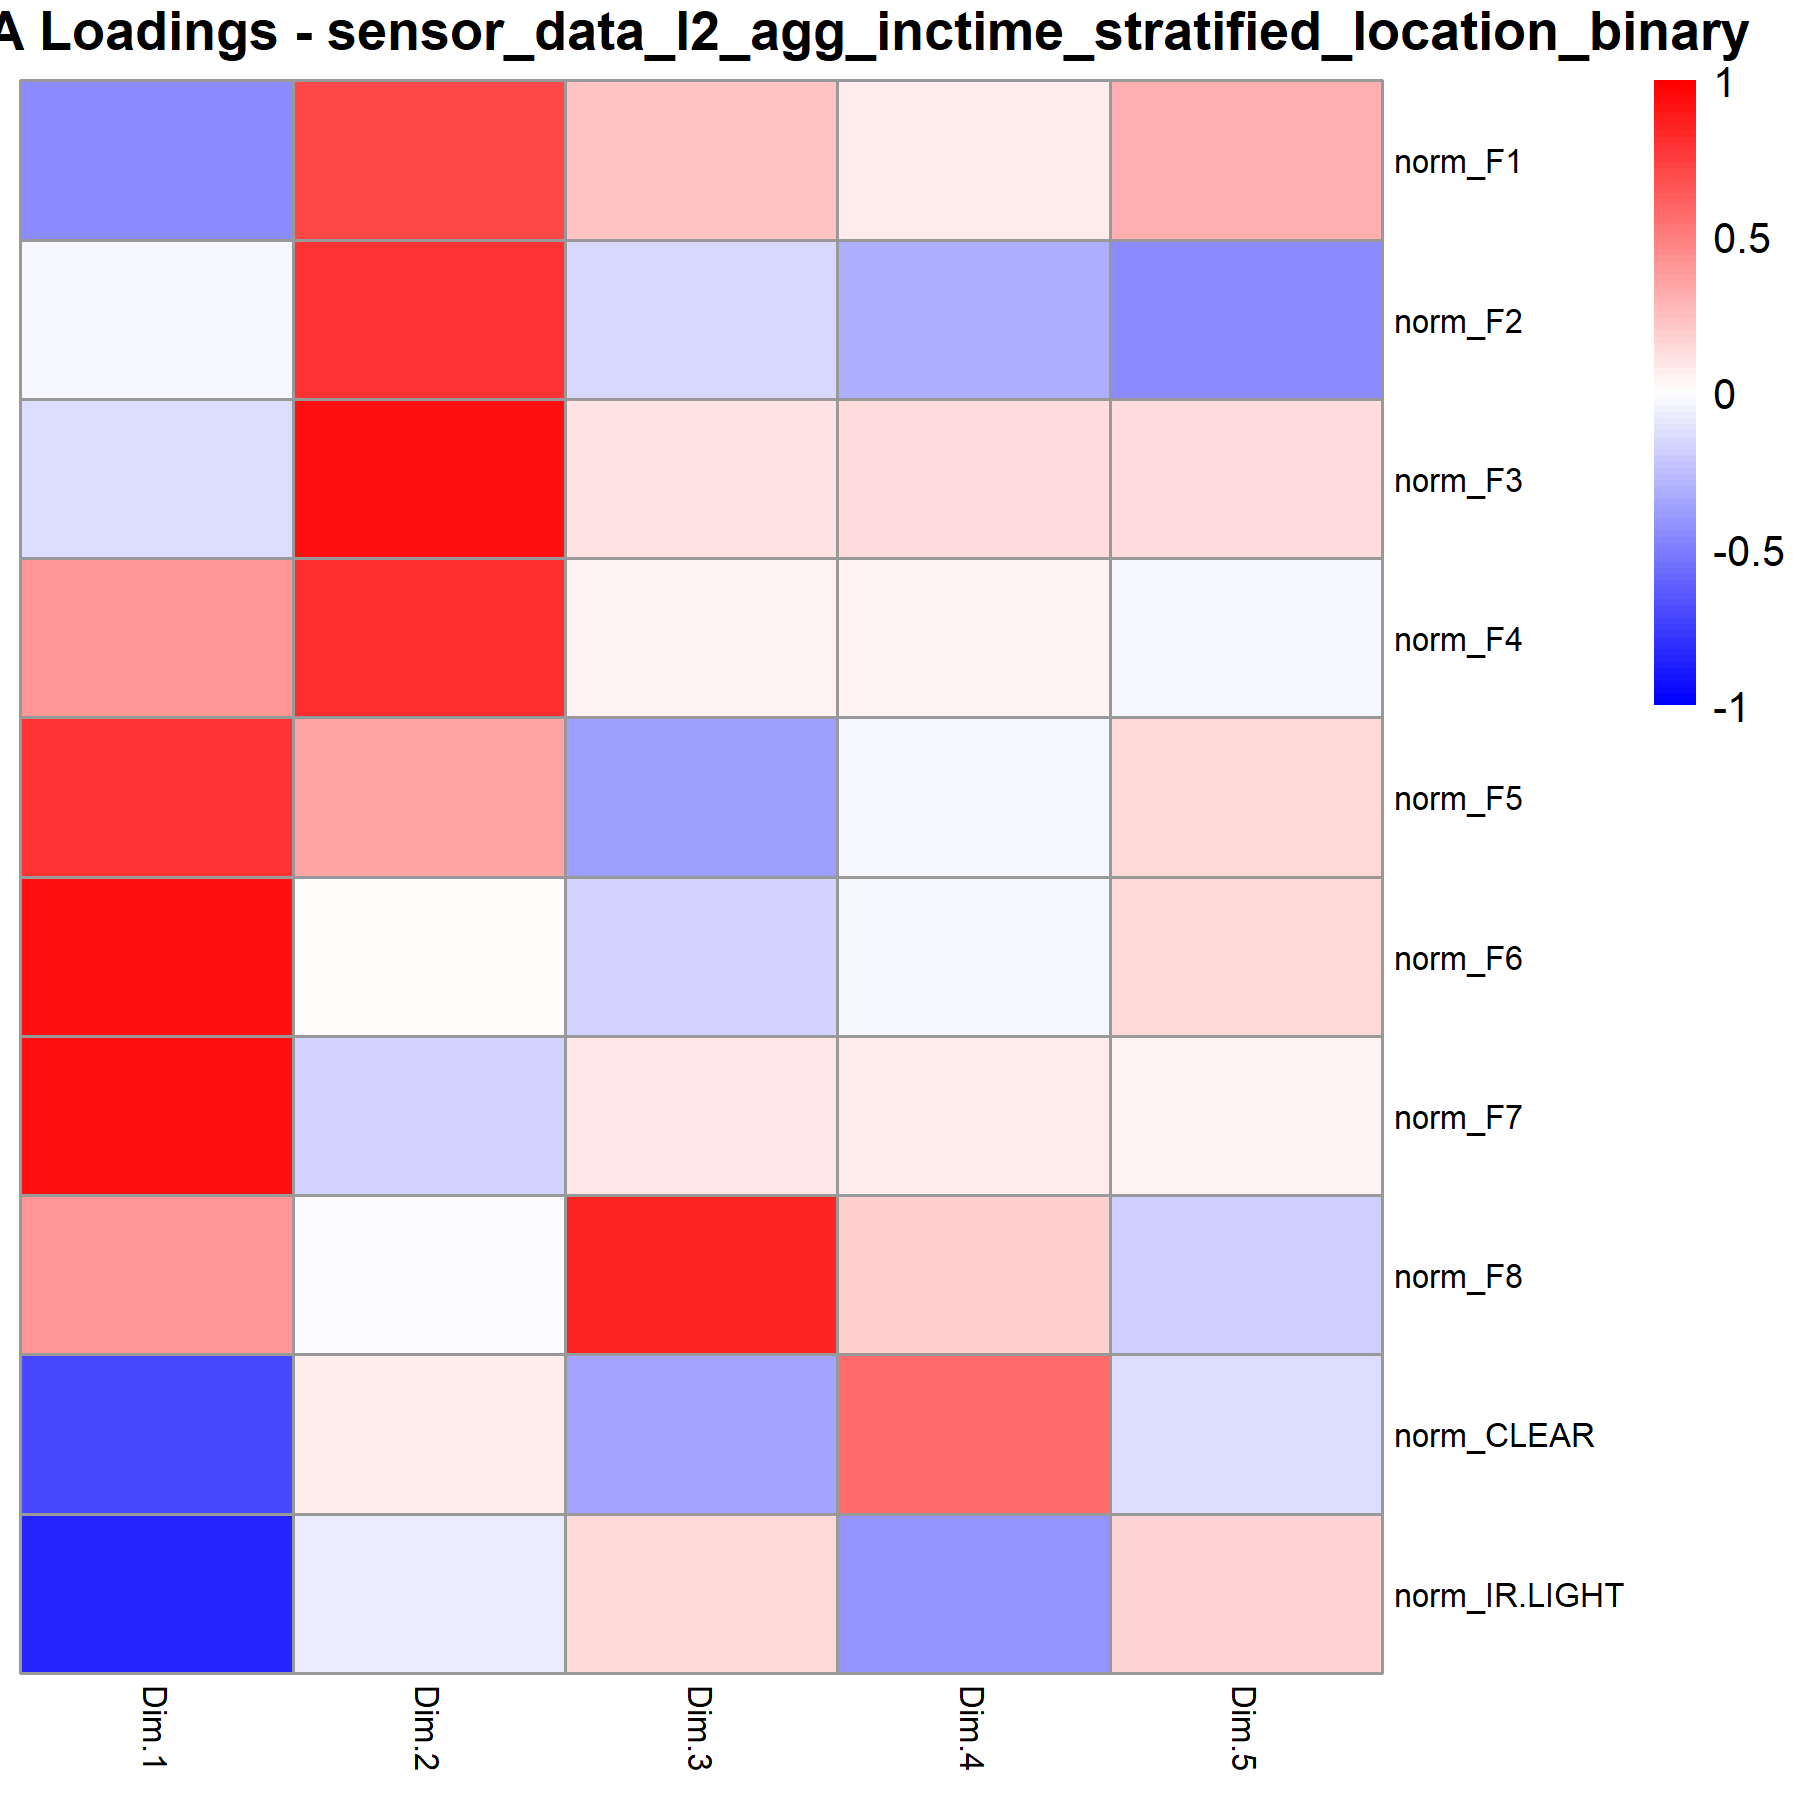 A Loadings - sensor_data_l2_agg_inctime_stratified_location_binary
1
0.5
0
-0.5
-1
norm_F1
norm_F2
norm_F3
norm_F4
norm_F5
norm_F6
norm_F7
norm_F8
norm_CLEAR
norm_IR.LIGHT
Dim.1
Dim.2
Dim.3
Dim.4
Dim.5